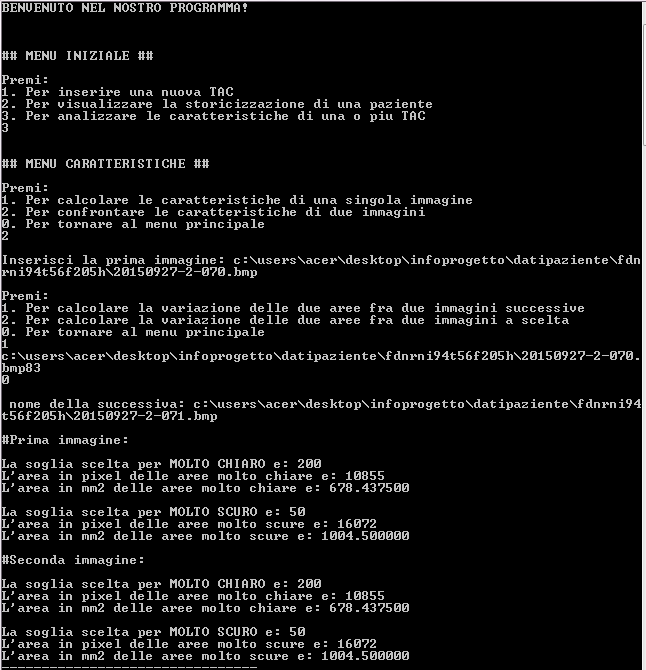 BENVENUTO NEL NOSTRO PROGRAMMA!
## MENU INIZIALE ##
Premi:
1. Per inserire una nuova TAC
2. Per visualizzare la storicizzazione di una paziente
3. Per analizzare le caratteristiche di una o piu TAC
3
## MENU CARATTERISTICHE ##
Premi:
1. Per calcolare le caratteristiche di una singola immagine
2. Per confrontare le caratteristiche di due immagini
0. Per tornare al menu principale
2
Inserisci la prima immagine: c:\users\acer\desktop\infoprogetto\datipaziente\fdn
rni94t56f205h\20150927-2-070.bmp
Premi:
1. Per calcolare la variazione delle due aree fra due immagini successive
2. Per calcolare la variazione delle due aree fra due immagini a scelta
0. Per tornare al menu principale
1
c:\users\acer\desktop\infoprogetto\datipaziente\fdnrni94t56f205h\20150927-2-070.
bmp83
0
nome della successiva: c:\users\acer\desktop\infoprogetto\datipaziente\fdnrni94
t56f205h\20150927-2-071.bmp
#Prima immagine:
La soglia scelta per MOLTO CHIARO e: 200
L'area in pixel delle aree molto chiare e: 10855
L'area in mm2 delle aree molto chiare e: 678.437500
La soglia scelta per MOLTO SCURO e: 50
L'area in pixel delle aree molto scure e: 16072
L'area in mm2 delle aree molto scure e: 1004.500000
#Seconda immagine:
La soglia scelta per MOLTO CHIARO e: 200
L'area in pixel delle aree molto chiare e: 10855
L'area in mm2 delle aree molto chiare e: 678.437500
La soglia scelta per MOLTO SCURO e: 50
L'area in pixel delle aree molto scure e: 16072
L'area in mm2 delle aree molto scure e: 1004.500000
--------------------------------